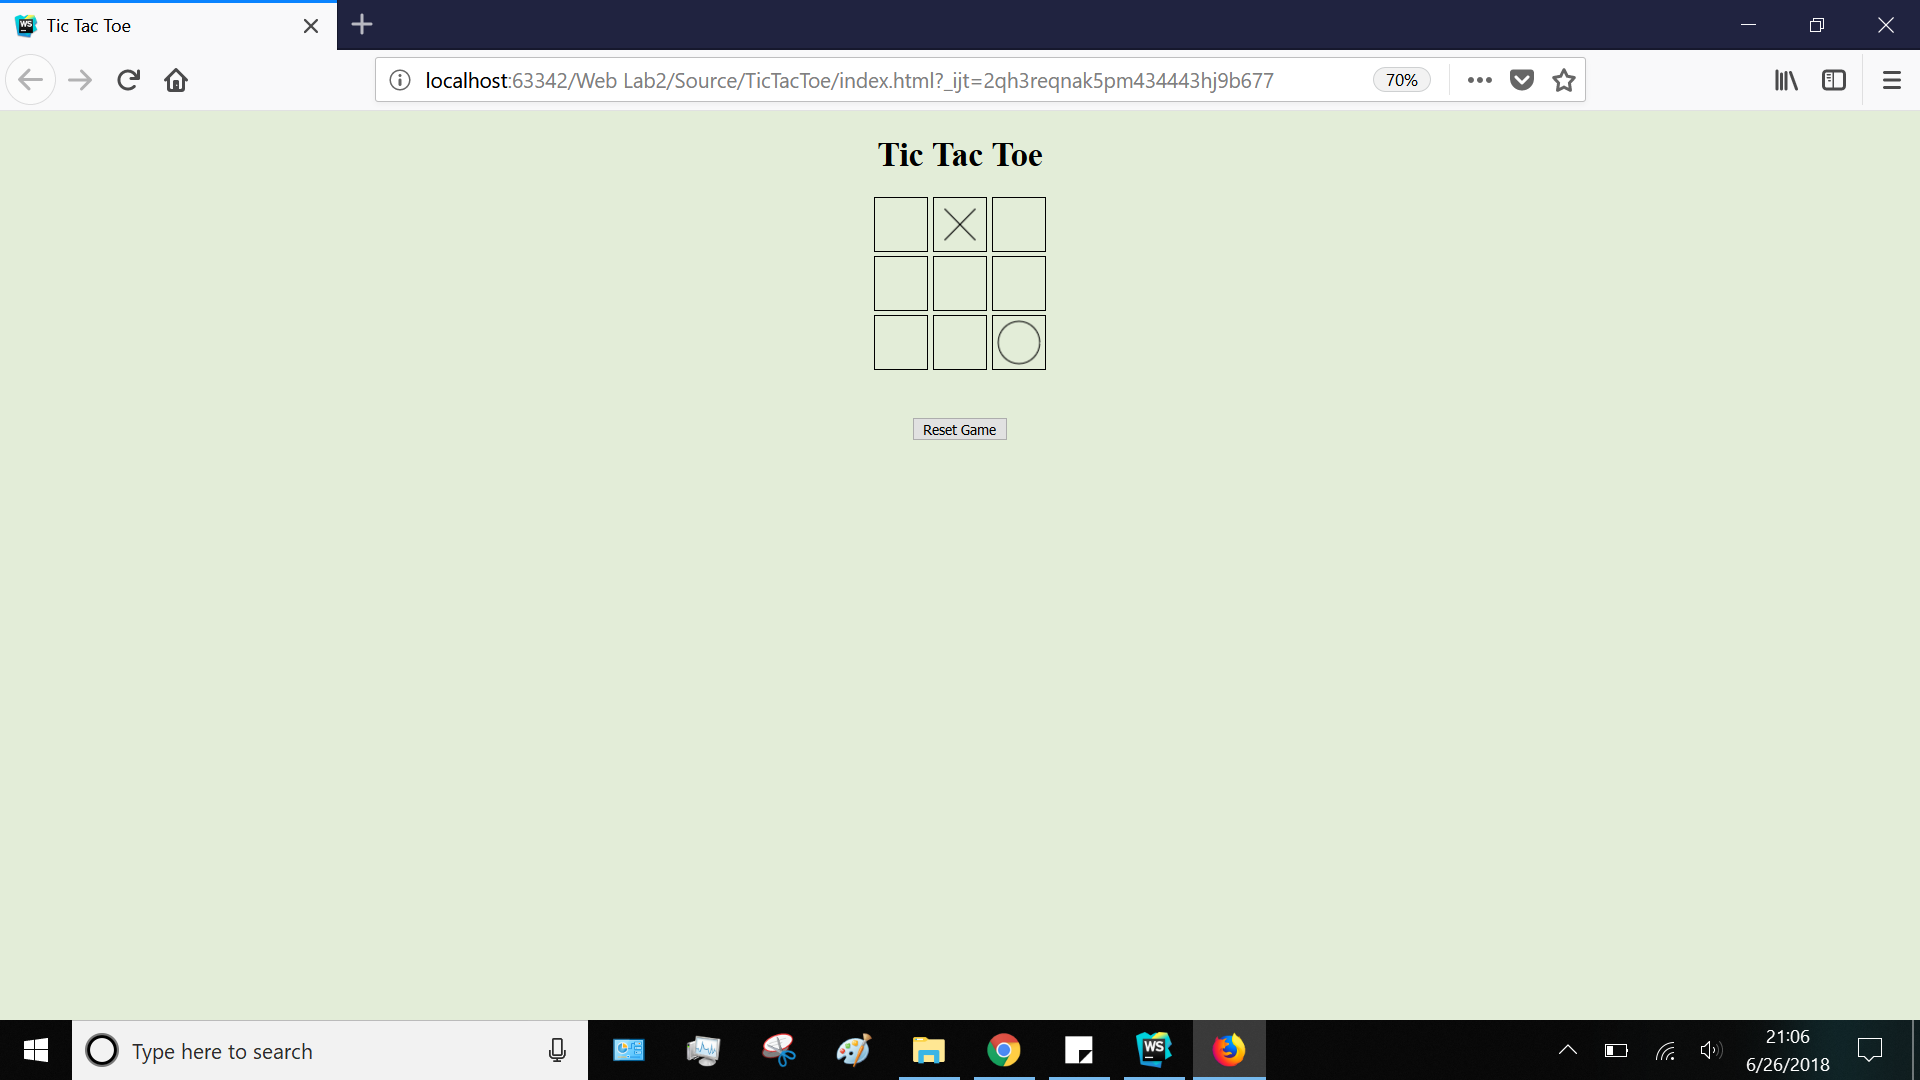 Tic Tac Toe
localhost:63342/Web Lab2/Source/TicTacToe/index.html?_ijt=2qh3reqnak5pm434443hj9b677
70%
Tic Tac Toe
Reset Game
Type here to search
WS
21:06
6/26/2018